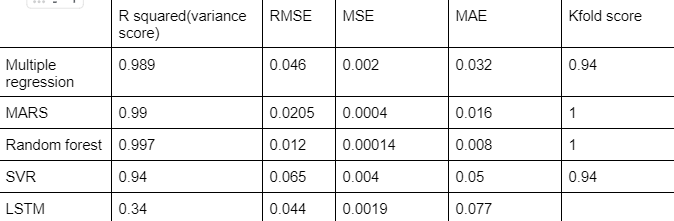 R squared(variance score) RMSE MSE MAE Kfold score
Multiple regression 0.989 0.046 0.002 0.032 0.94
MARS 0.99 0.0205 0.0004 0.016 1
Random forest 0.997 0.012 0.00014 0.008 1
SVR 0.94 0.065 0.004 0.05 0.94
LSTM 0.34 0.044 0.0019 0.077